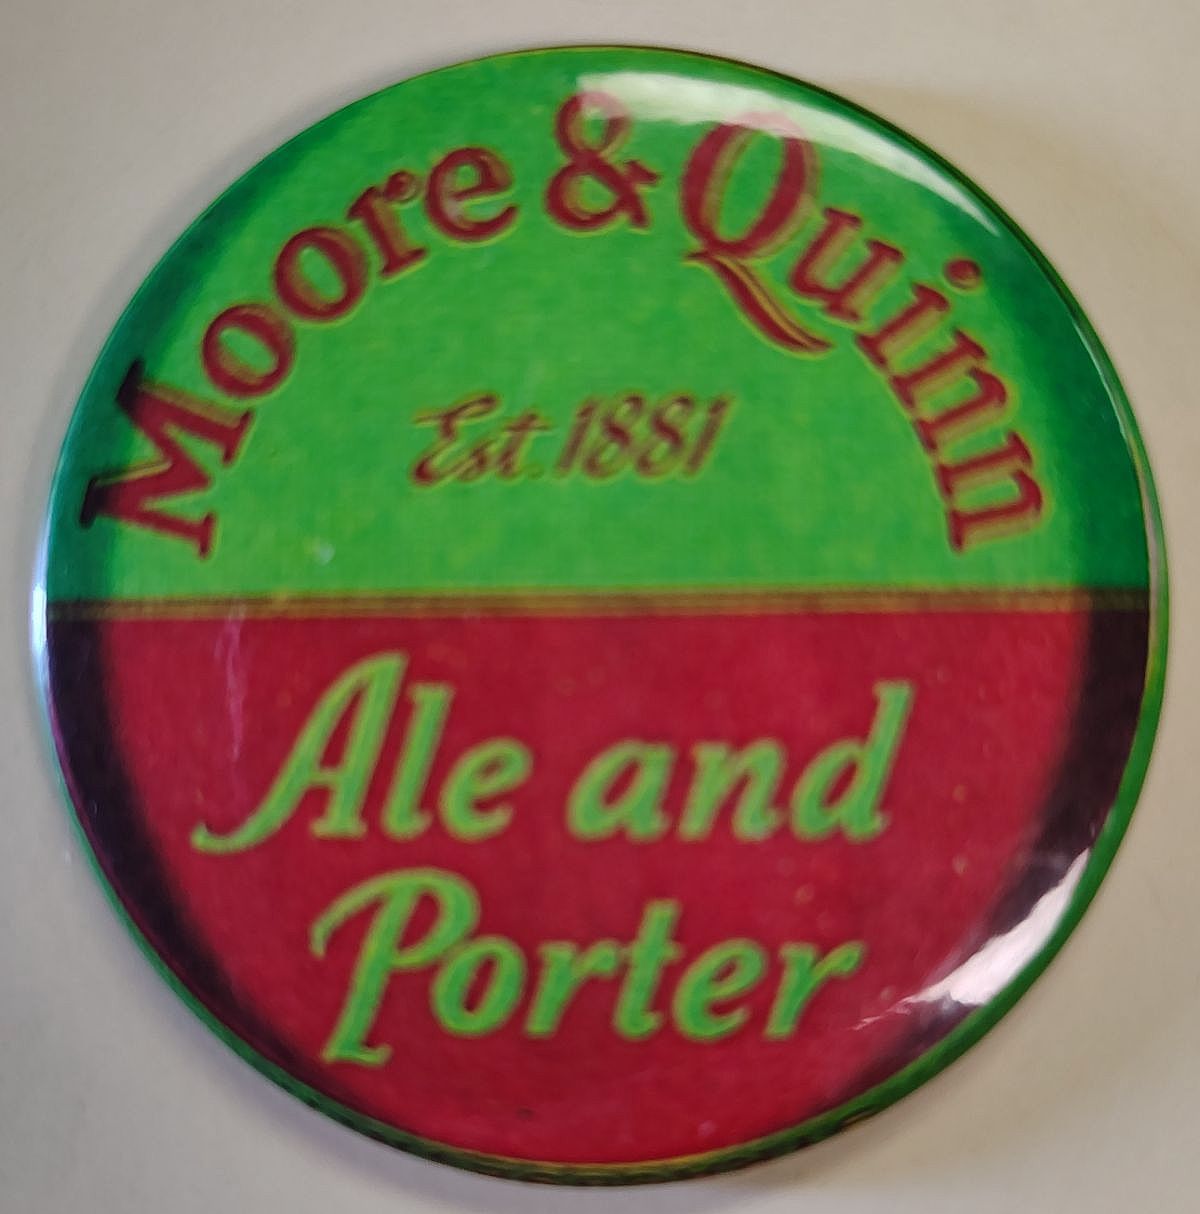 Moore & Quinn
Est. 1881
Ale and
Porter